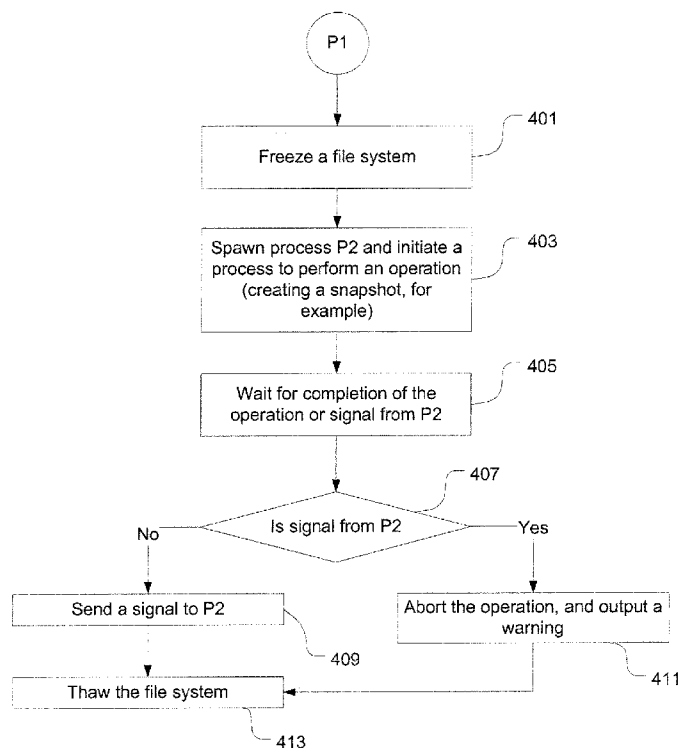 P1
401
Freeze a file system
Spawn process P2 and initiate a
process to perform an operation
(creating a snapshot, for
example)
403
405
Wait for completion of the
operation or signal from P2
407
Is signal from P2
No
Yes
Send a signal to P2
409
Abort the operation, and output a
warning
411
Thaw the file system
413